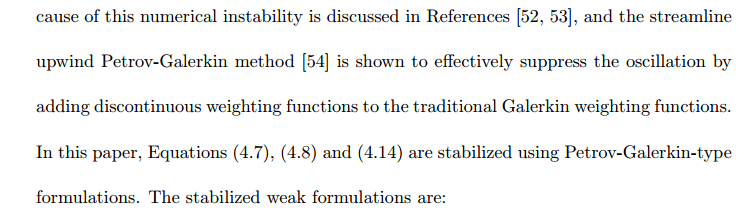 cause of this numerical instability is discussed in References [52, 53], and the streamline
upwind Petrov-Galerkin method [54] is shown to effectively suppress the oscillation by
adding discontinuous weighting functions to the traditional Galerkin weighting functions.
In this paper, Equations (4.7), (4.8) and (4.14) are stabilized using Petrov-Galerkin-type
formulations. The stabilized weak formulations are: